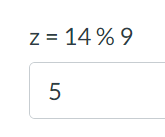 z = 14 % 9
5